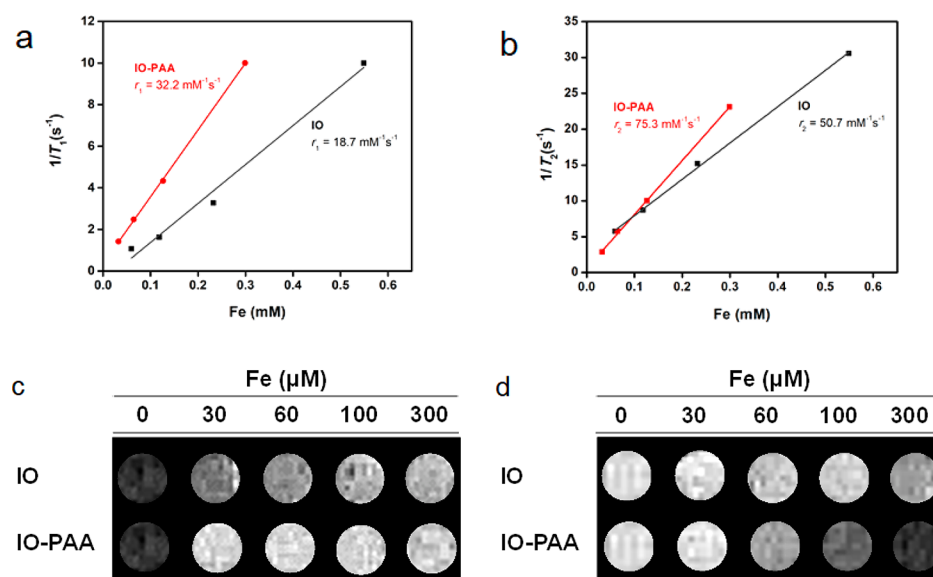 a
12
10
8
6
4
2
0
1/T₁(s⁻¹)
IO-PAA
r₁ = 32.2 mM⁻¹s⁻¹
IO
r₁ = 18.7 mM⁻¹s⁻¹
0.0 0.1 0.2 0.3 0.4 0.5 0.6
Fe (mM)
b
35
30
25
20
15
10
5
0
1/T₂(s⁻¹)
IO-PAA
r₂ = 75.3 mM⁻¹s⁻¹
IO
r₂ = 50.7 mM⁻¹s⁻¹
0.0 0.1 0.2 0.3 0.4 0.5 0.6
Fe (mM)
c
Fe (µM)
0 30 60 100 300
IO
IO-PAA
d
Fe (µM)
0 30 60 100 300
IO
IO-PAA